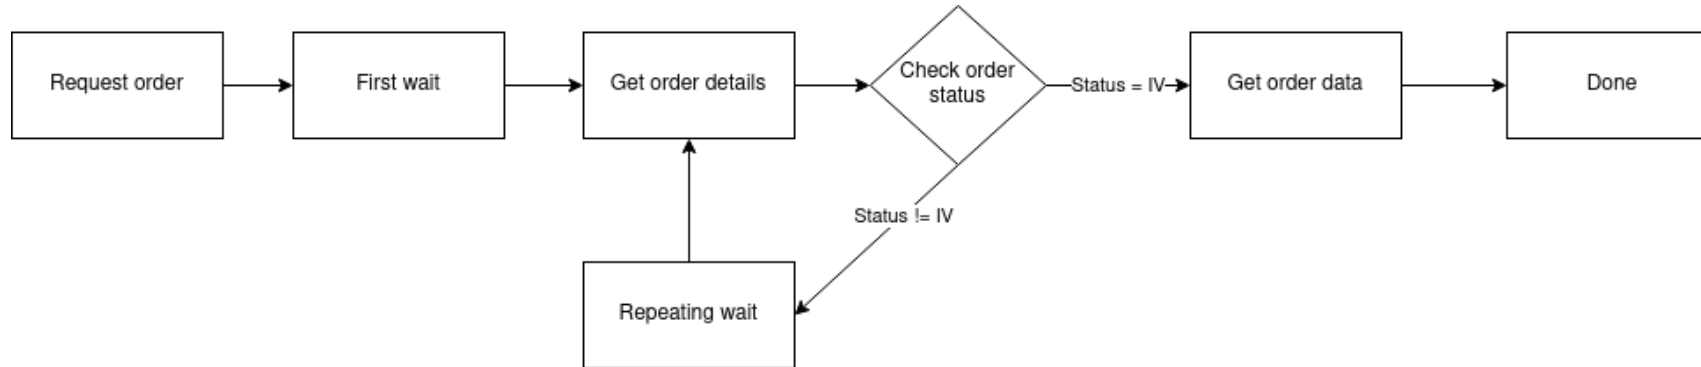 Request order
First wait
Get order details
Check order
status
Status = IV
Get order data
Done
Status != IV
Repeating wait